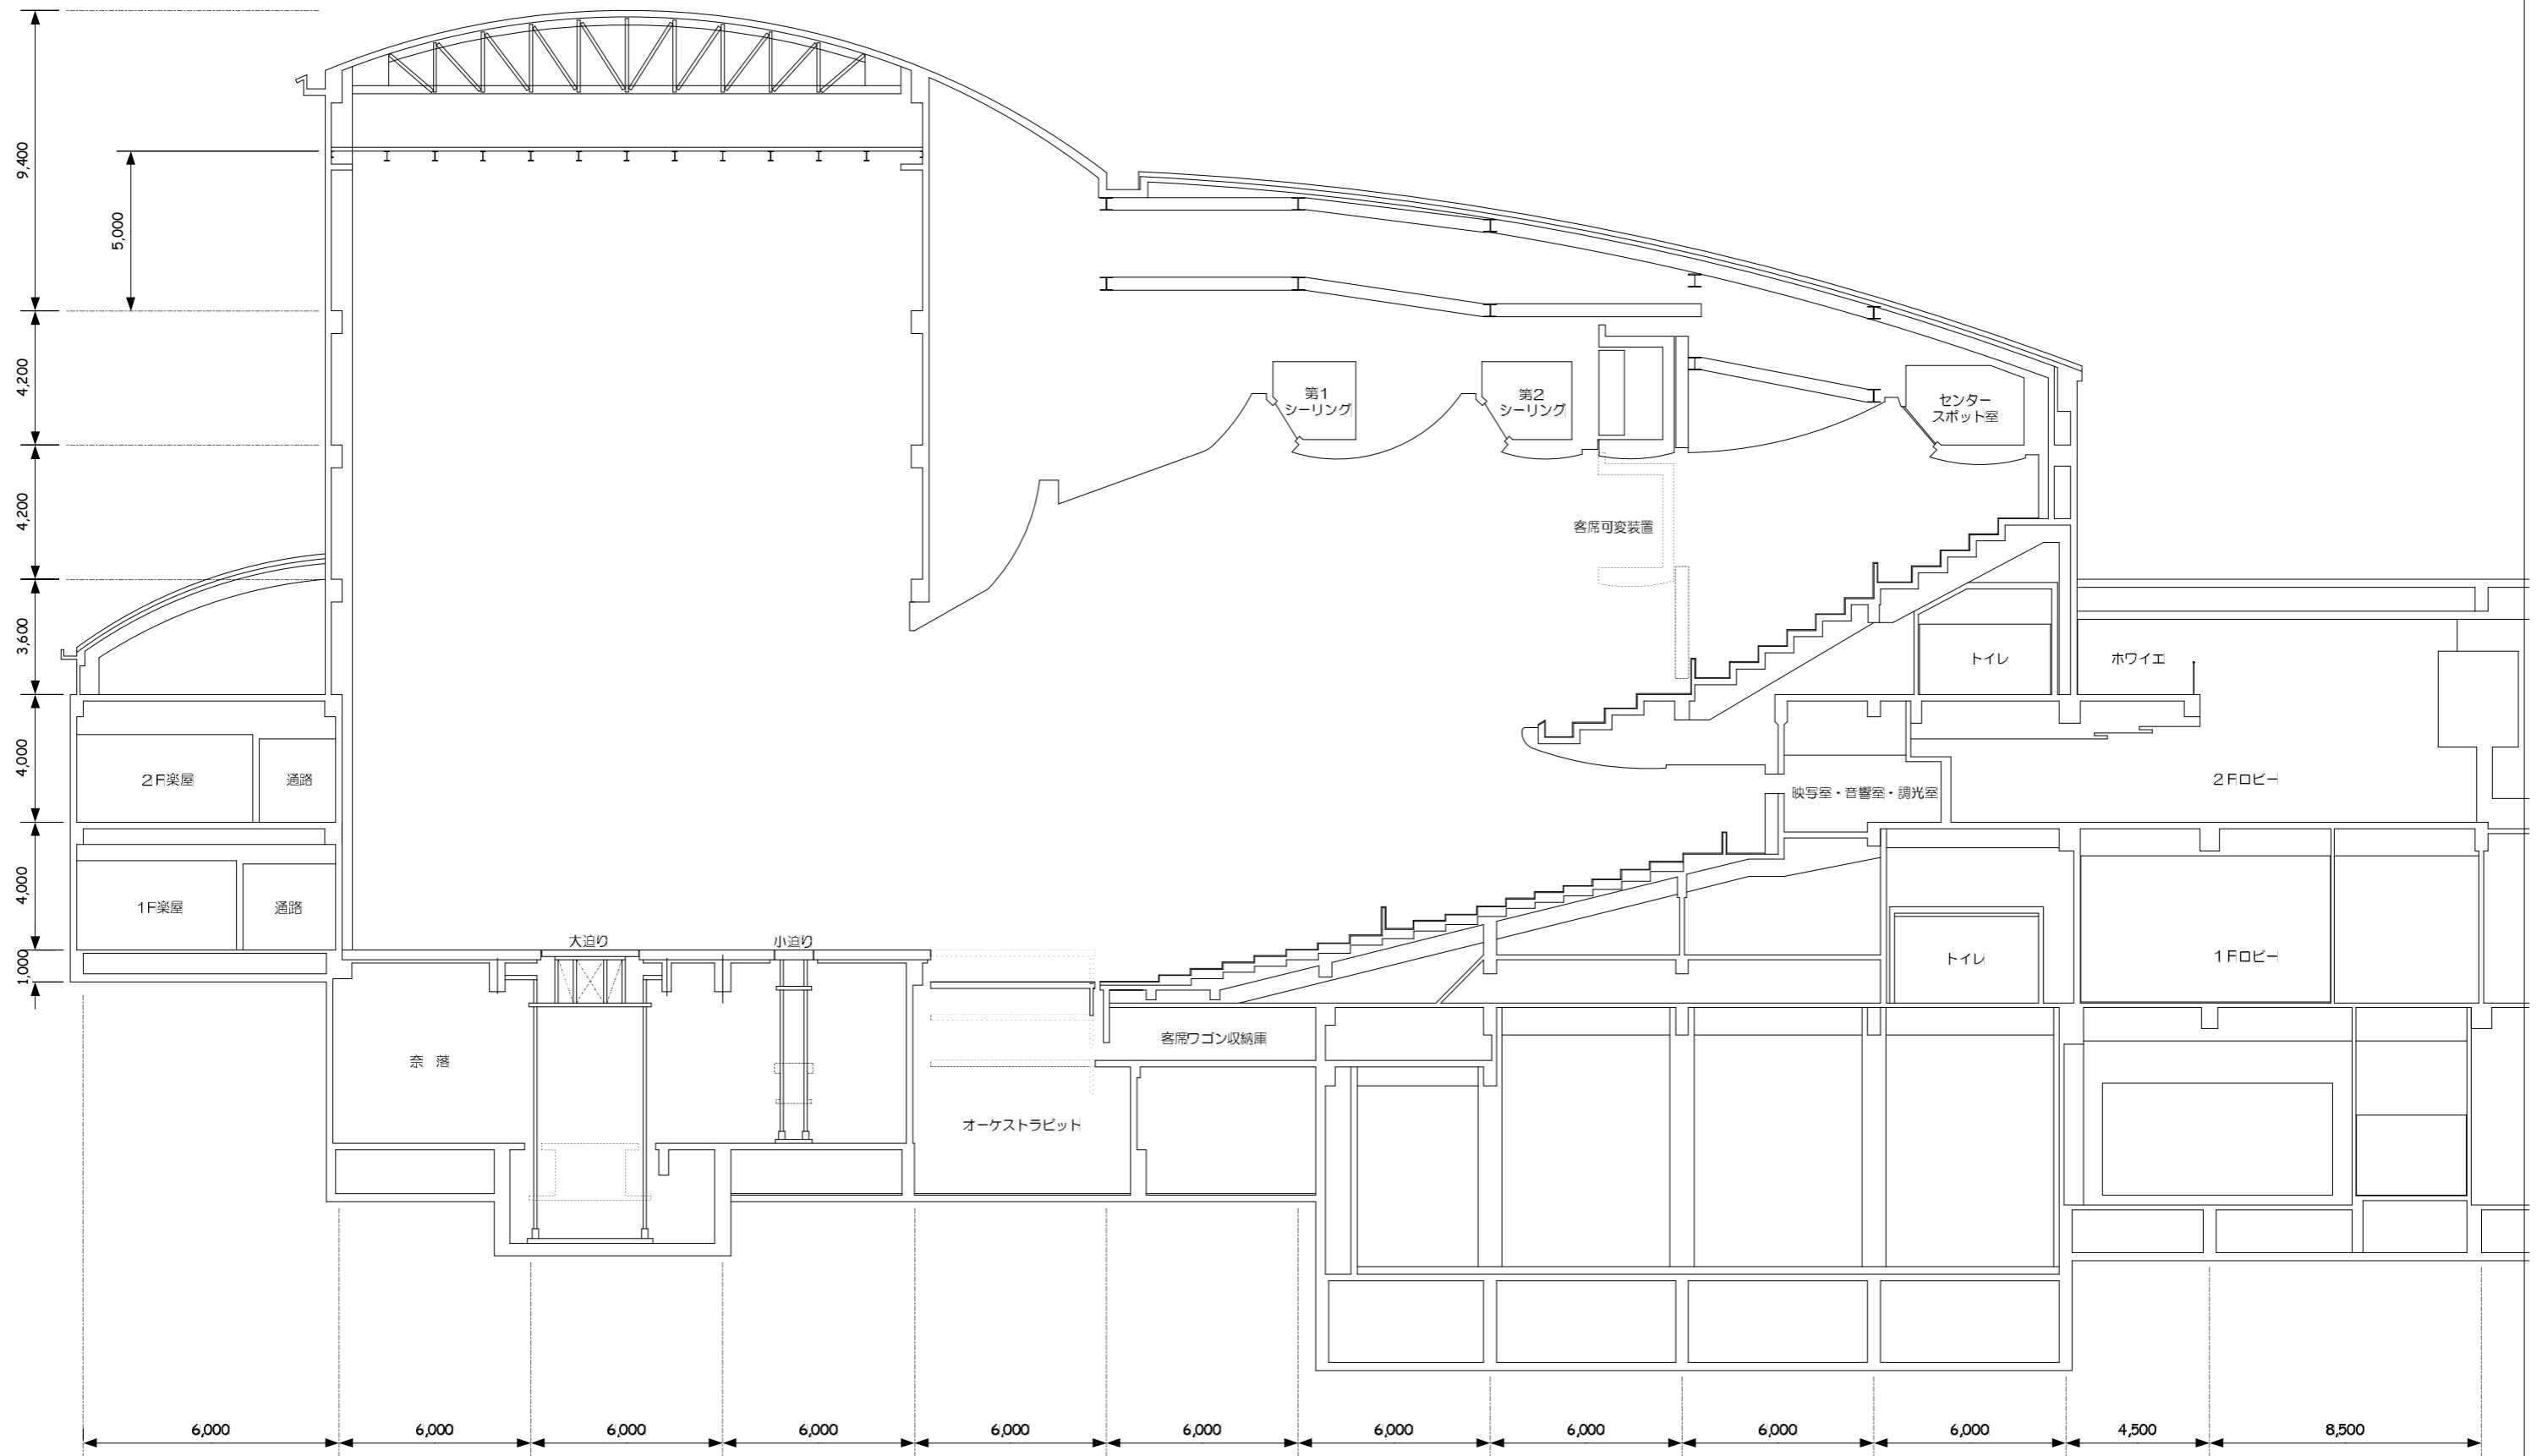 9,400
5,000
4,200
4,200
3,600
4,000
4,000
1,000
第1
シーリング
第2
シーリング
センター
スポット室
客席可変装置
トイレ
ホワイエ
2F楽屋
通路
映写室・音響室・調光室
2Fロビー
1F楽屋
通路
大迫り
小迫り
トイレ
1Fロビー
奈 落
客席ワゴン収納庫
オーケストラピット
6,000
6,000
6,000
6,000
6,000
6,000
6,000
6,000
6,000
6,000
4,500
8,500